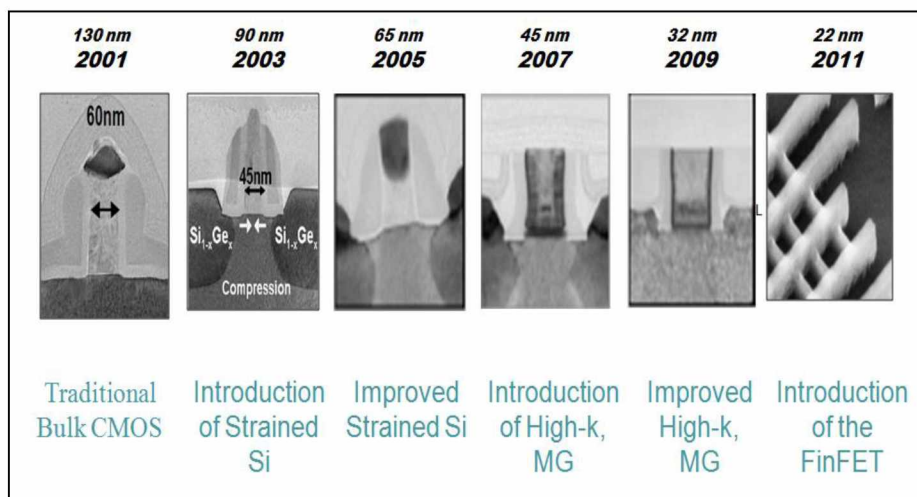 130 nm
2001
90 nm
2003
65 nm
2005
45 nm
2007
32 nm
2009
22 nm
2011
60nm
45nm
Si1-xGex
Si1-xGex
Compression
L
Traditional
Bulk CMOS
Introduction
of Strained
Si
Improved
Strained Si
Introduction
of High-k,
MG
Improved
High-k,
MG
Introduction
of the
FinFET